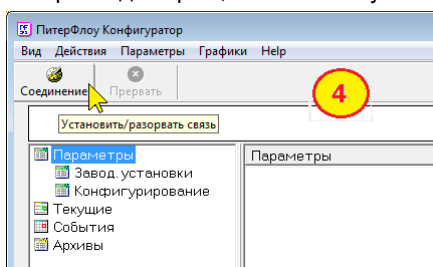 ПитерФлоу Конфигуратор
Вид Действия Параметры Графики Help
Соединение Прервать
4
Установить/разорвать связь
Параметры Параметры
Завод. установки
Конфигурирование
Текущие
События
Архивы